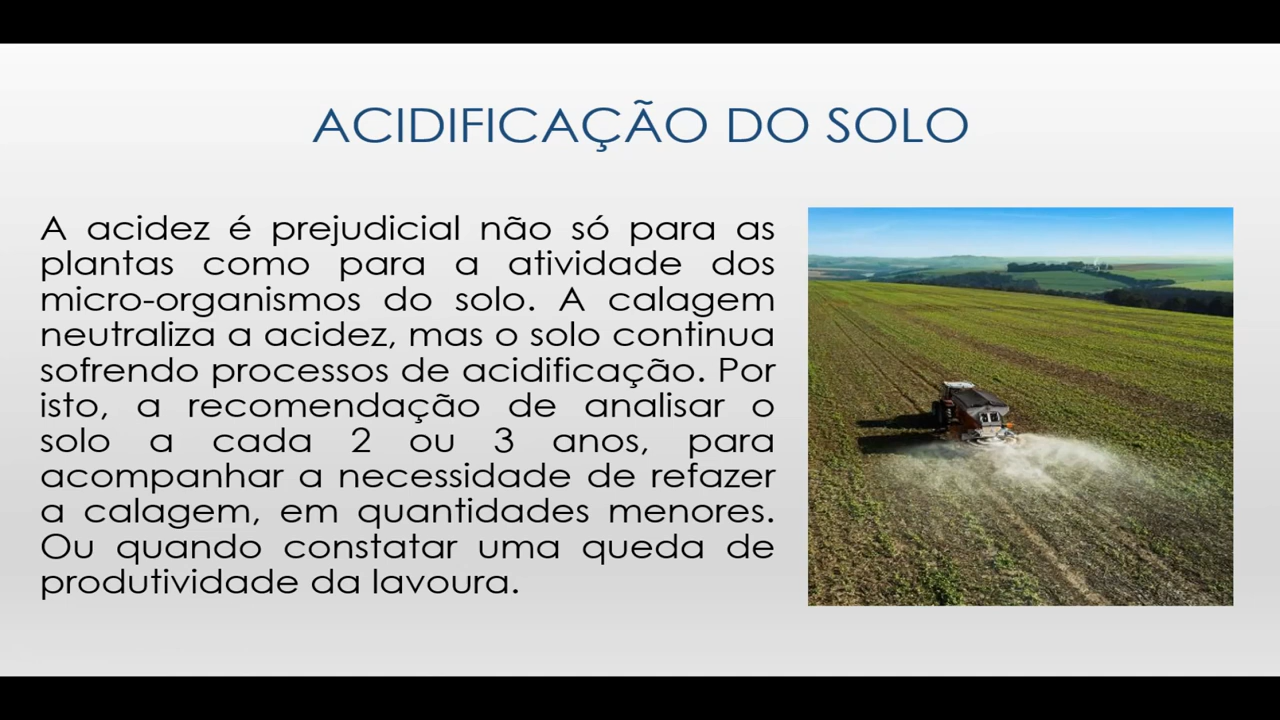 ACIDIFICAÇÃO DO SOLO
A acidez é prejudicial não só para as
plantas como para a atividade dos
micro-organismos do solo. A calagem
neutraliza a acidez, mas o solo continua
sofrendo processos de acidificação. Por
isto, a recomendação de analisar o
solo a cada 2 ou 3 anos, para
acompanhar a necessidade de refazer
a calagem, em quantidades menores.
Ou quando constatar uma queda de
produtividade da lavoura.